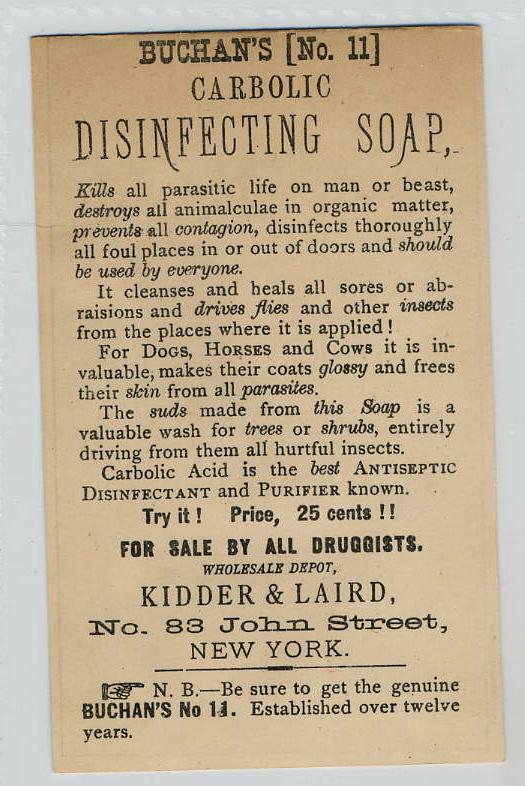 BUCHAN'S [No. 11]
CARBOLIC
DISINFECTING SOAP,
Kills all parasitic life on man or beast,
destroys all animalculae in organic matter,
prevents all contagion, disinfects thoroughly
all foul places in or out of doors and should
be used by everyone.
It cleanses and heals all sores or ab-
raisions and drives flies and other insects
from the places where it is applied!
For DOGS, HORSES and COWS it is in-
valuable, makes their coats glossy and frees
their skin from all parasites.
The suds made from this Soap is a
valuable wash for trees or shrubs, entirely
driving from them all hurtful insects.
Carbolic Acid is the best ANTISEPTIC
DISINFECTANT and PURIFIER known.
Try it! Price, 25 cents!!
FOR SALE BY ALL DRUGGISTS.
WHOLESALE DEPOT,
KIDDER & LAIRD,
No. 83 John Street,
NEW YORK.
☞ N. B.—Be sure to get the genuine
BUCHAN'S No 11. Established over twelve
years.